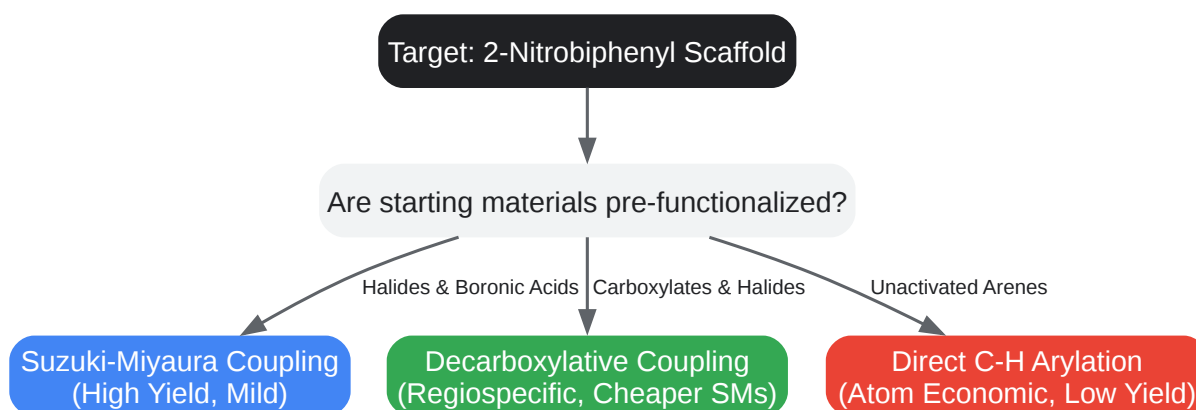 Target: 2-Nitrobiphenyl Scaffold
Are starting materials pre-functionalized?
Halides & Boronic Acids
Carboxylates & Halides
Unactivated Arenes
Suzuki-Miyaura Coupling
(High Yield, Mild)
Decarboxylative Coupling
(Regiospecific, Cheaper SMs)
Direct C-H Arylation
(Atom Economic, Low Yield)